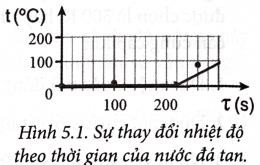 t(°C)
200
100
0
100
200
τ (s)
Hình 5.1. Sự thay đổi nhiệt độ
theo thời gian của nước đá tan.